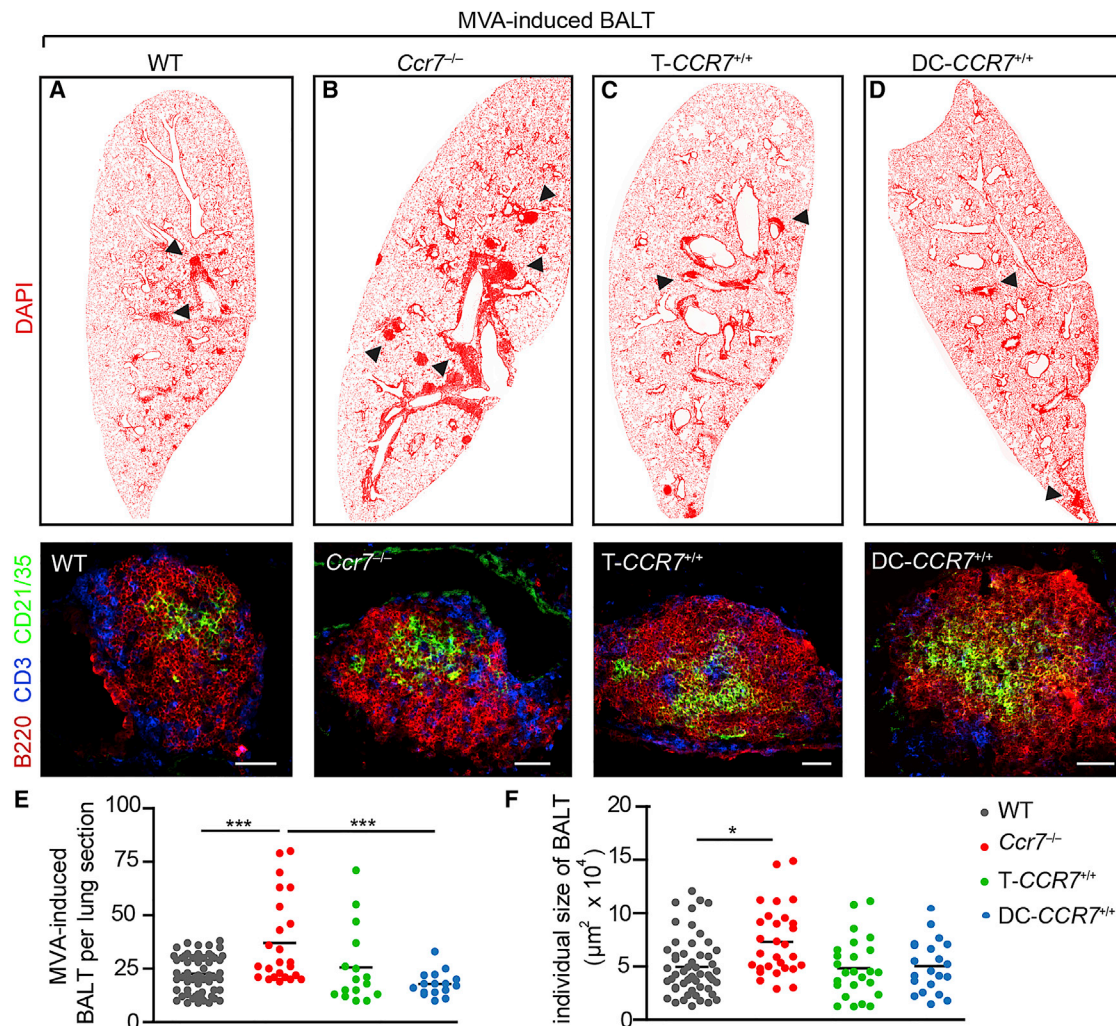 MVA-induced BALT
WT
Ccr7–/–
T-CCR7+/+
DC-CCR7+/+
A
B
C
D
DAPI
WT
Ccr7–/–
T-CCR7+/+
DC-CCR7+/+
B220 CD3 CD21/35
E
MVA-induced
BALT per lung section
100
75
50
25
0
***
***
F
individual size of BALT
(µm² x 10⁴)
20
15
10
5
0
*
WT
Ccr7–/–
T-CCR7+/+
DC-CCR7+/+